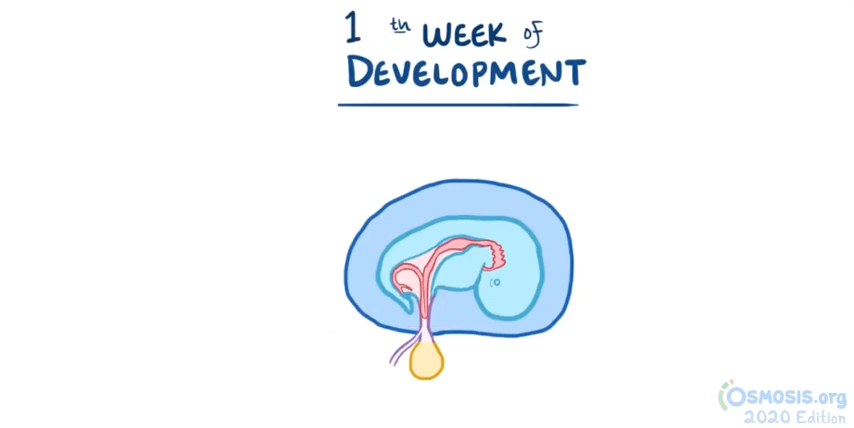 1 th WEEK of
DEVELOPMENT
OSMOSIS.org
2020 Edition